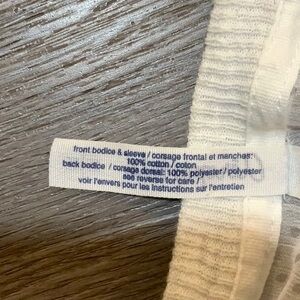 front bodice & sleeve / corsage frontal et manches:
100% cotton / coton
back bodice / corsage dorsal: 100% polyester / polyester
see reverse for care /
voir l'envers pour les instructions sur l'entretien